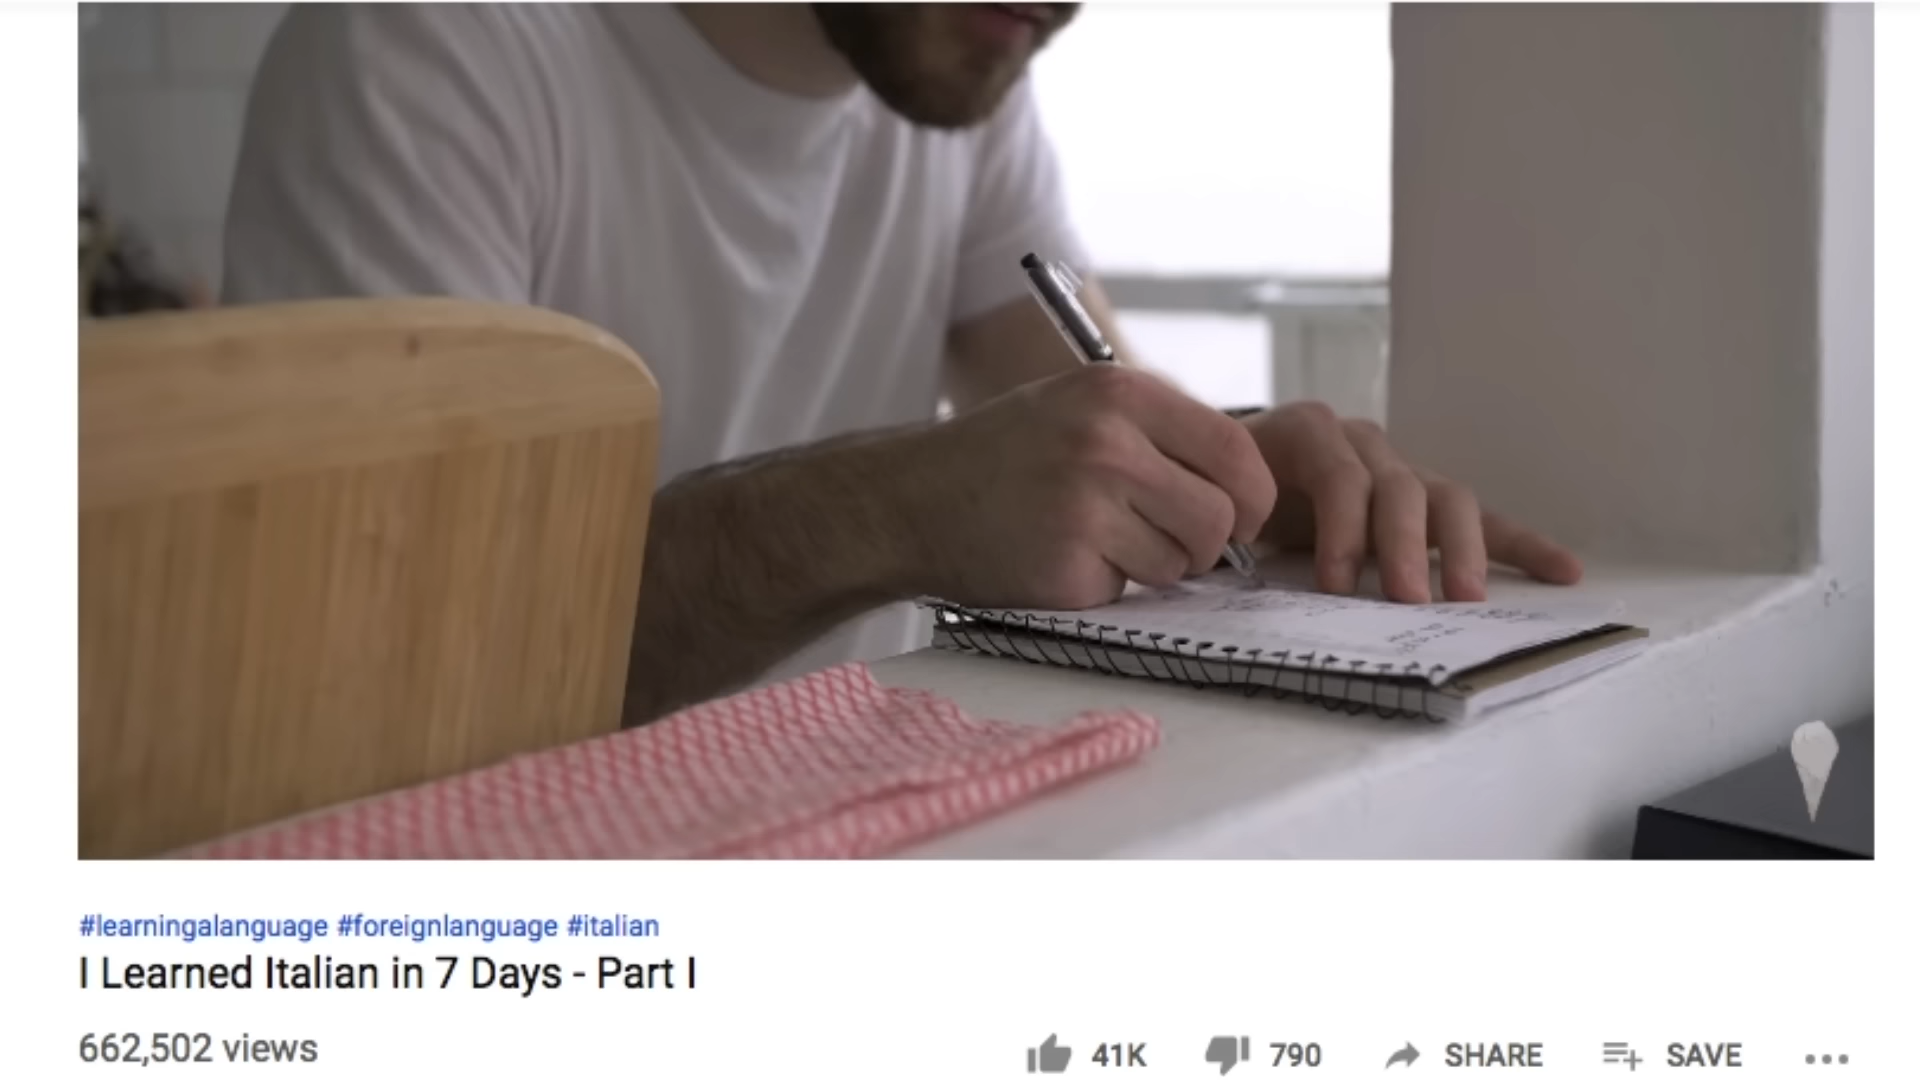 #learningalanguage #foreignlanguage #italian
I Learned Italian in 7 Days - Part I
662,502 views
41K
790
SHARE
SAVE